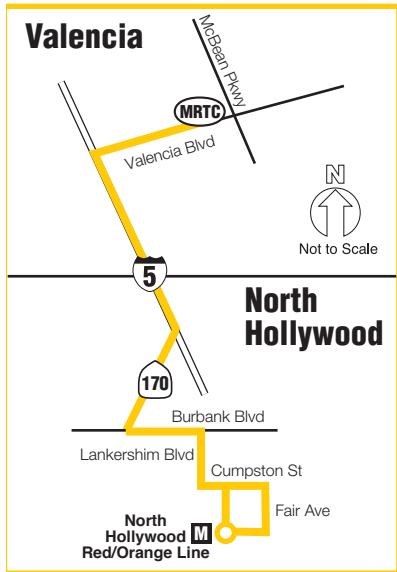 Valencia
McBean Pkwy
MRTC
Valencia Blvd
N
Not to Scale
5
North
Hollywood
170
Burbank Blvd
Lankershim Blvd
Cumpston St
Fair Ave
North
Hollywood M
Red/Orange Line